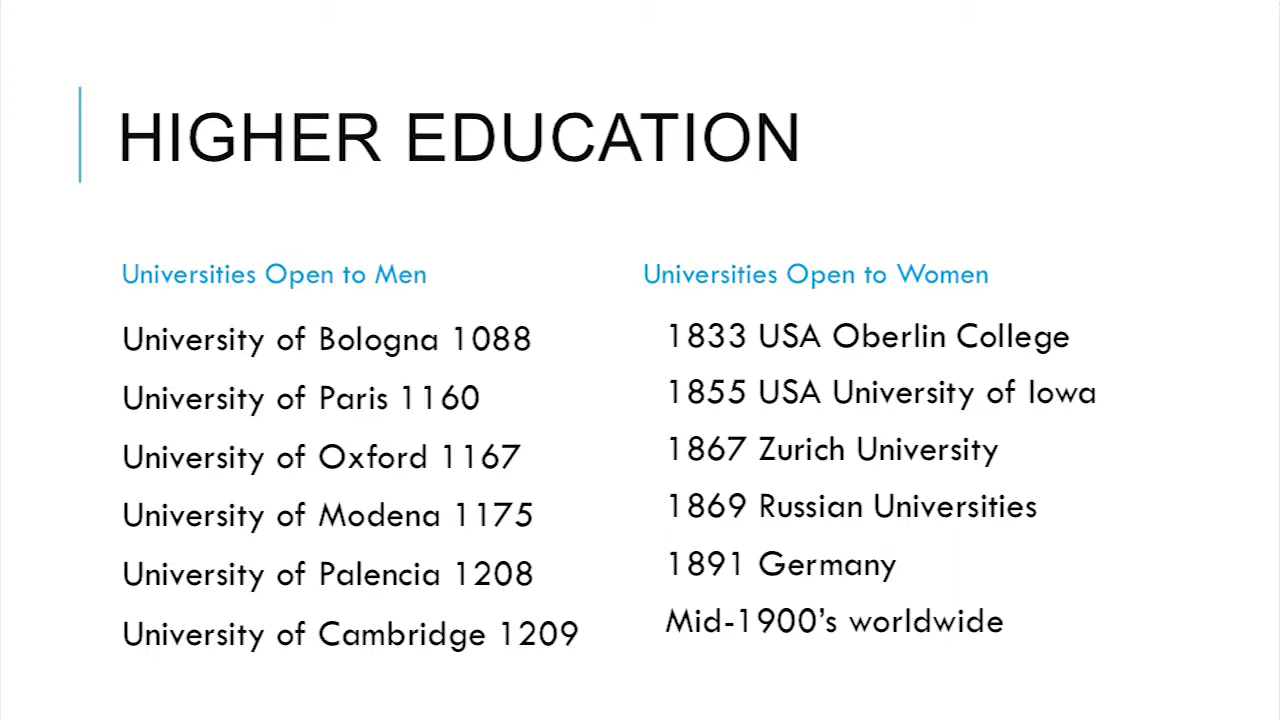 HIGHER EDUCATION
Universities Open to Men
University of Bologna 1088
University of Paris 1160
University of Oxford 1167
University of Modena 1175
University of Palencia 1208
University of Cambridge 1209
Universities Open to Women
1833 USA Oberlin College
1855 USA University of Iowa
1867 Zurich University
1869 Russian Universities
1891 Germany
Mid-1900’s worldwide